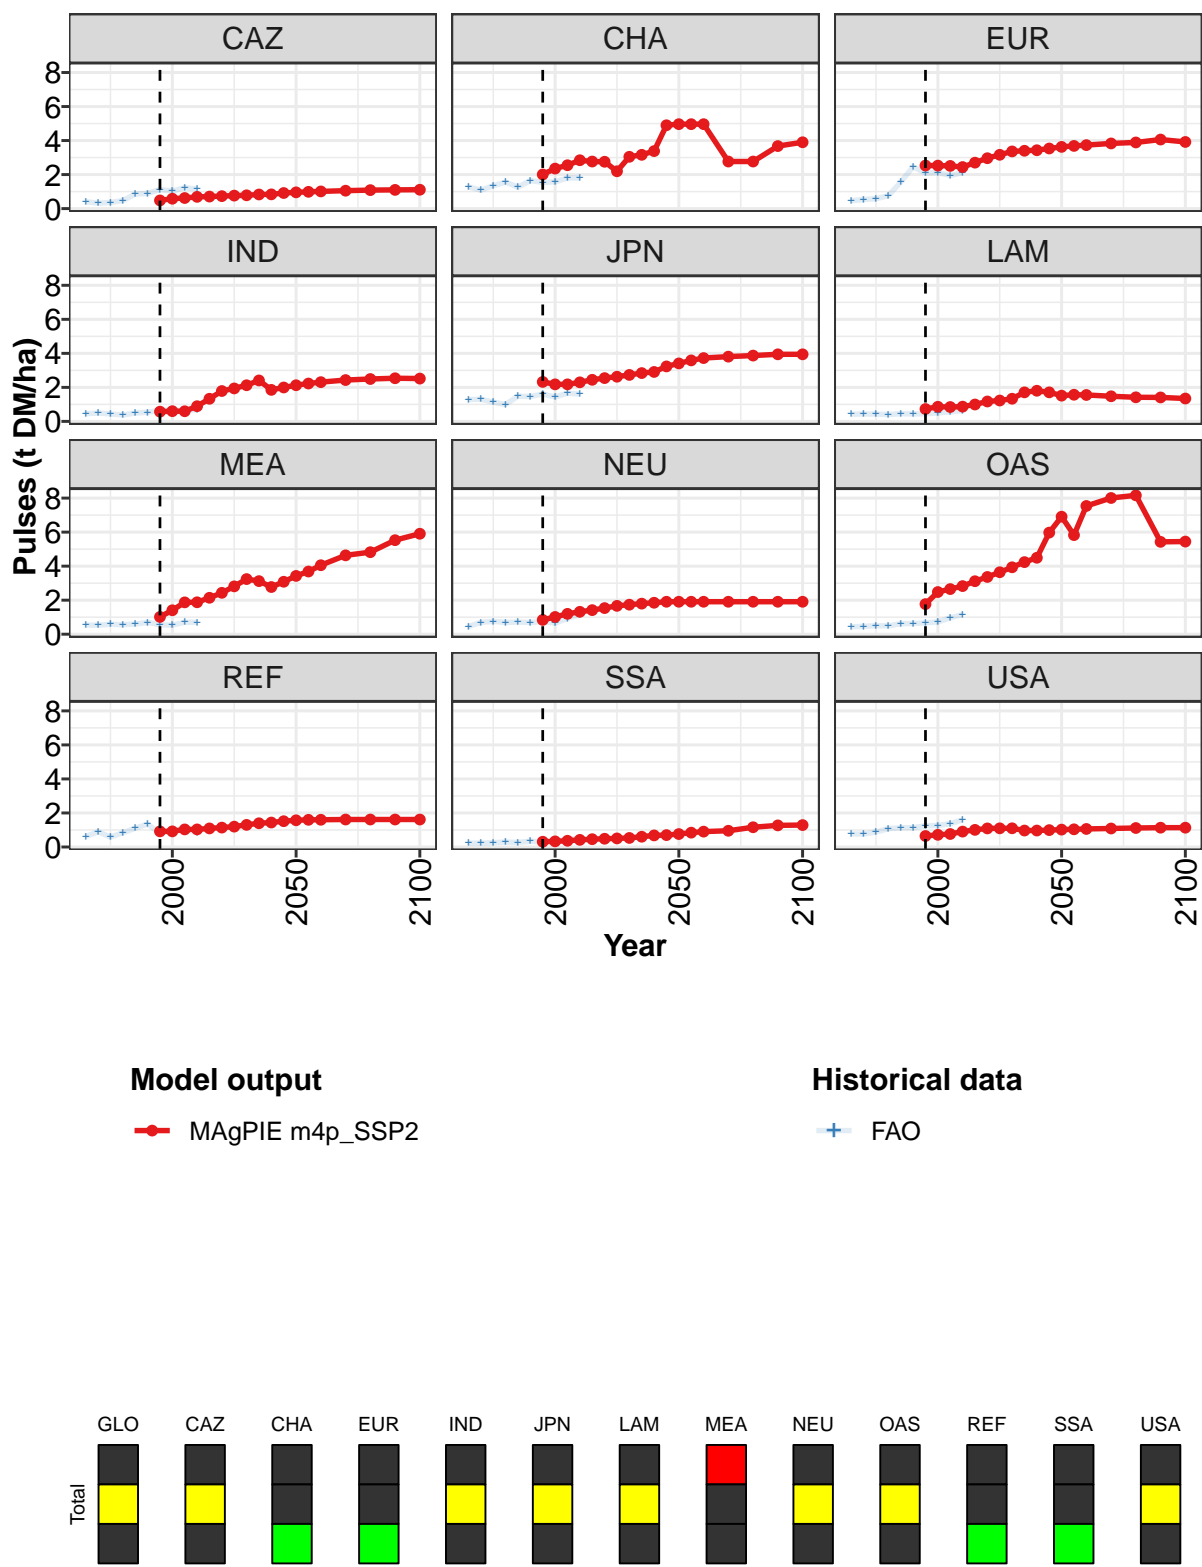 CAZ CHA EUR
8
6
4
2
0
IND JPN LAM
8
6
4
2
0
Pulses (t DM/ha)
MEA NEU OAS
8
6
4
2
0
REF SSA USA
8
6
4
2
0
2000 2050 2100 2000 2050 2100 2000 2050 2100
Year
Model output Historical data
MAgPIE m4p_SSP2 FAO
GLO CAZ CHA EUR IND JPN LAM MEA NEU OAS REF SSA USA
Total